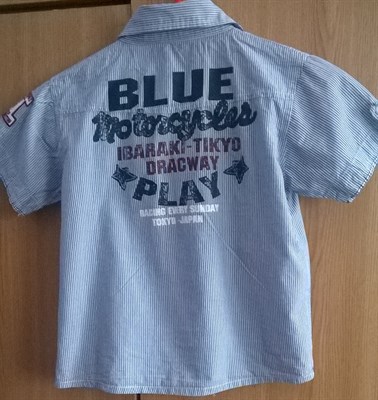 BLUE
Motorcycles
IBARAKI-TIKYO
DRAGWAY
PLAY
RACING EVERY SUNDAY
TOKYO-JAPAN